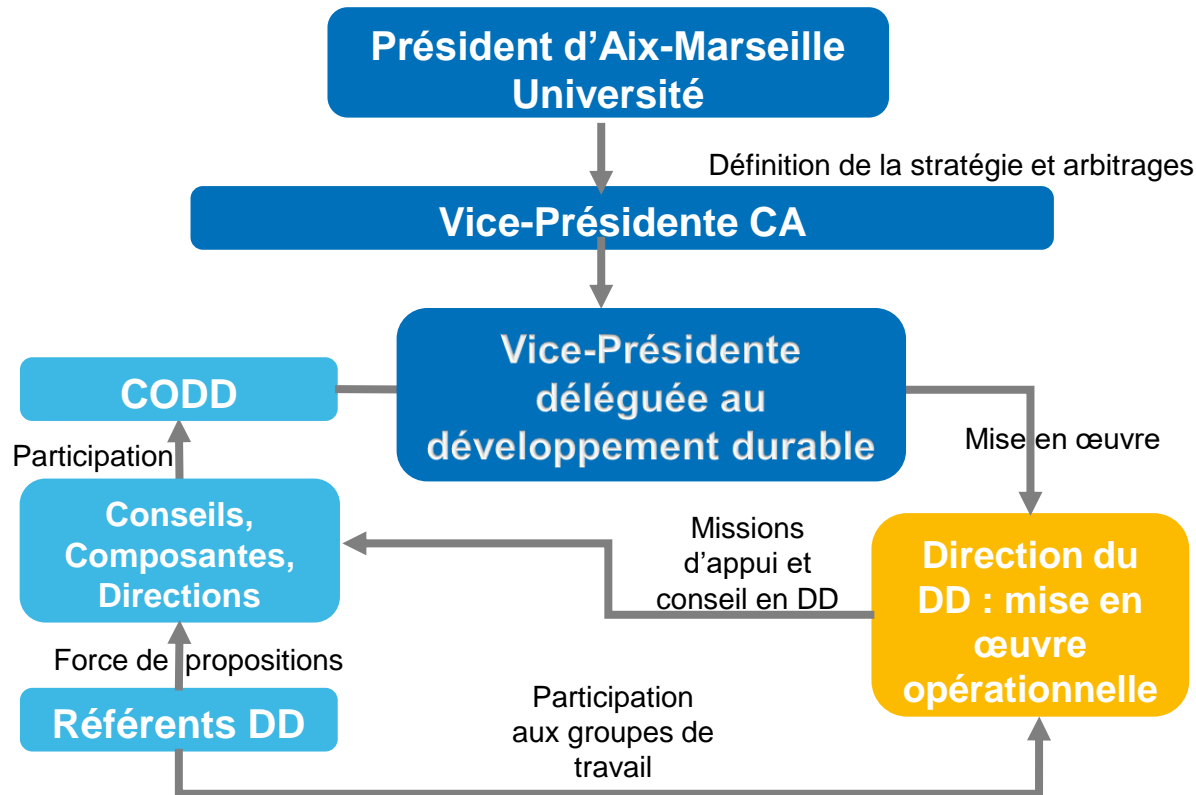 Président d’Aix-Marseille
Université
Définition de la stratégie et arbitrages
Vice-Présidente CA
Vice-Présidente
déléguée au
développement durable
CODD
Participation
Mise en œuvre
Conseils,
Composantes,
Directions
Missions
d’appui et
conseil en DD
Direction du
DD : mise en
œuvre
opérationnelle
Force de propositions
Référents DD
Participation
aux groupes de
travail